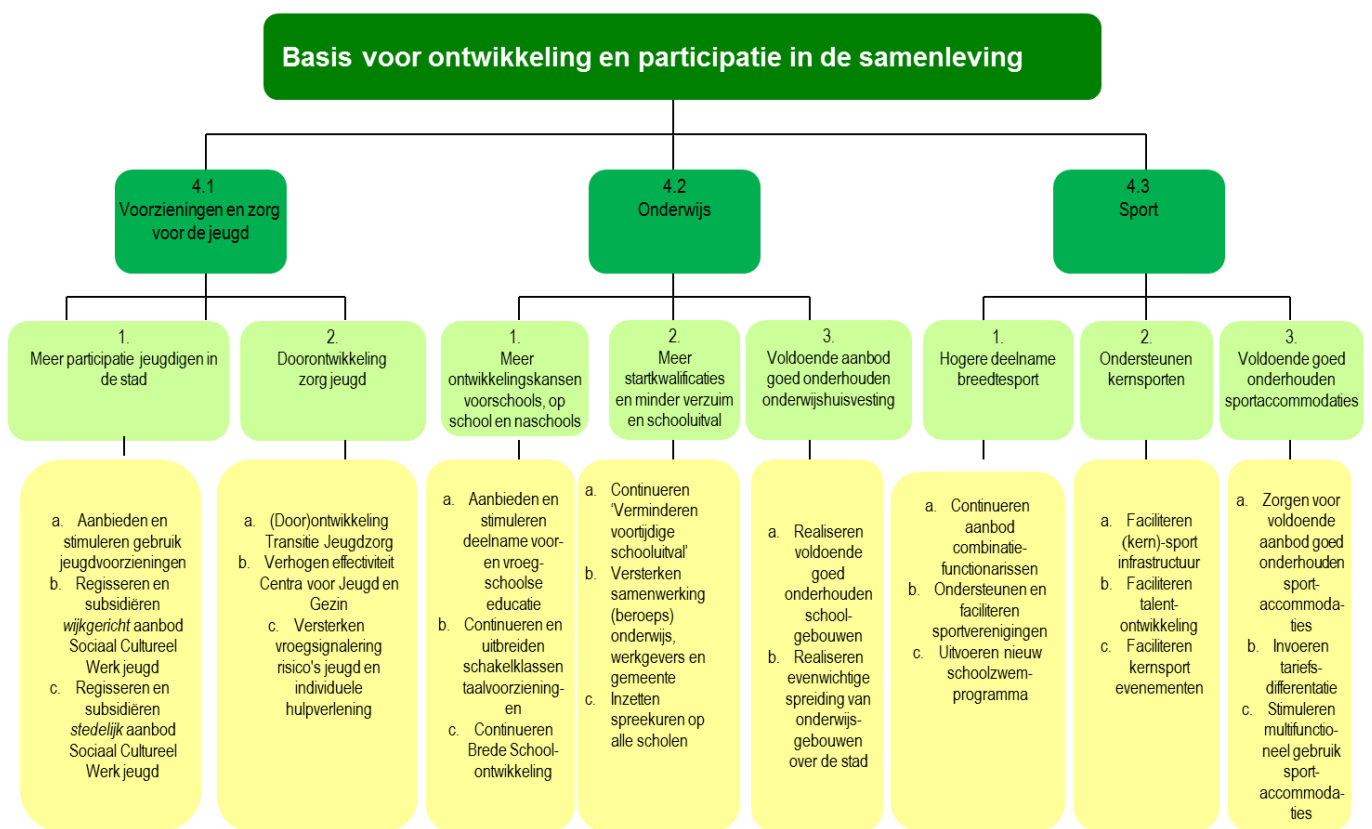 Basis voor ontwikkeling en participatie in de samenleving
4.1
Voorzieningen en zorg
voor de jeugd
4.2
Onderwijs
4.3
Sport
1.
Meer participatie jeugdigen in
de stad
2.
Doorontwikkeling
zorg jeugd
1.
Meer
ontwikkelingskansen
voorschools, op
school en naschools
2.
Meer
startkwalificaties
en minder verzuim
en schooluitval
3.
Voldoende aanbod
goed onderhouden
onderwijshuisvesting
1.
Hogere deelname
breedtesport
2.
Ondersteunen
kernsporten
3.
Voldoende goed
onderhouden
sportaccommodaties
a. Aanbieden en
stimuleren gebruik
jeugdvoorzieningen
b. Regisseren en
subsidiëren
wijkgericht aanbod
Sociaal Cultureel
Werk jeugd
c. Regisseren en
subsidiëren
stedelijk aanbod
Sociaal Cultureel
Werk jeugd
a. (Door)ontwikkeling
Transitie Jeugdzorg
b. Verhogen effectiviteit
Centra voor Jeugd en
Gezin
c. Versterken
vroegsignalering
risico's jeugd en
individuele
hulpverlening
a. Aanbieden en
stimuleren
deelname voor-
en vroeg-
schoolse
educatie
b. Continueren en
uitbreiden
schakelklassen
taalvoorziening-
en
c. Continueren
Brede School-
ontwikkeling
a. Continueren
‘Verminderen
voortijdige
schooluitval’
b. Versterken
samenwerking
(beroeps)
onderwijs,
werkgevers en
gemeente
c. Inzetten
spreekuren op
alle scholen
a. Realiseren
voldoende
goed
onderhouden
school-
gebouwen
b. Realiseren
evenwichtige
spreiding van
onderwijs-
gebouwen
over de stad
a. Continueren
aanbod
combinatie-
functionarissen
b. Ondersteunen en
faciliteren
sportverenigingen
c. Uitvoeren nieuw
schoolzwem-
programma
a. Faciliteren
(kern)-sport
infrastructuur
b. Faciliteren
talent-
ontwikkeling
c. Faciliteren
kernsport
evenementen
a. Zorgen voor
voldoende
aanbod goed
onderhouden
sport-
accommoda-
ties
b. Invoeren
tariefs-
differentatie
c. Stimuleren
multifunctio-
neel gebruik
sport-
accommoda-
ties